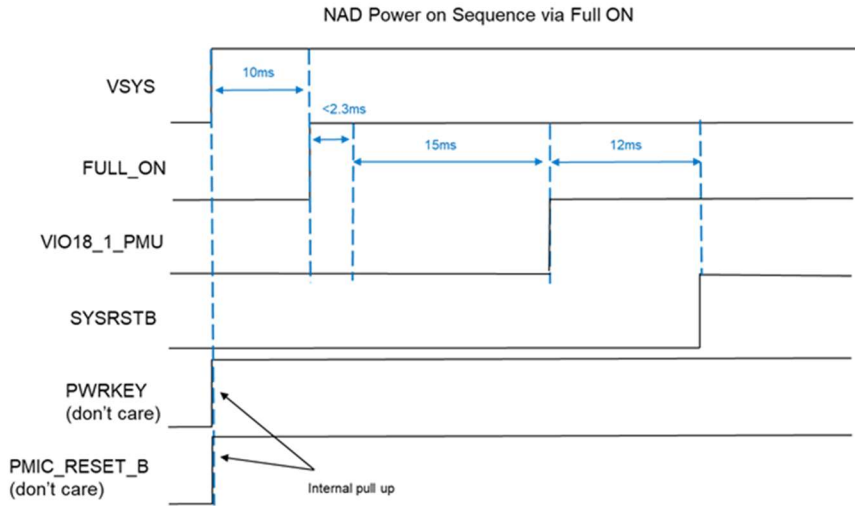 NAD Power on Sequence via Full ON
VSYS
10ms
<2.3ms
FULL_ON
15ms
12ms
VIO18_1_PMU
SYSRSTB
PWRKEY
(don't care)
PMIC_RESET_B
(don't care)
Internal pull up